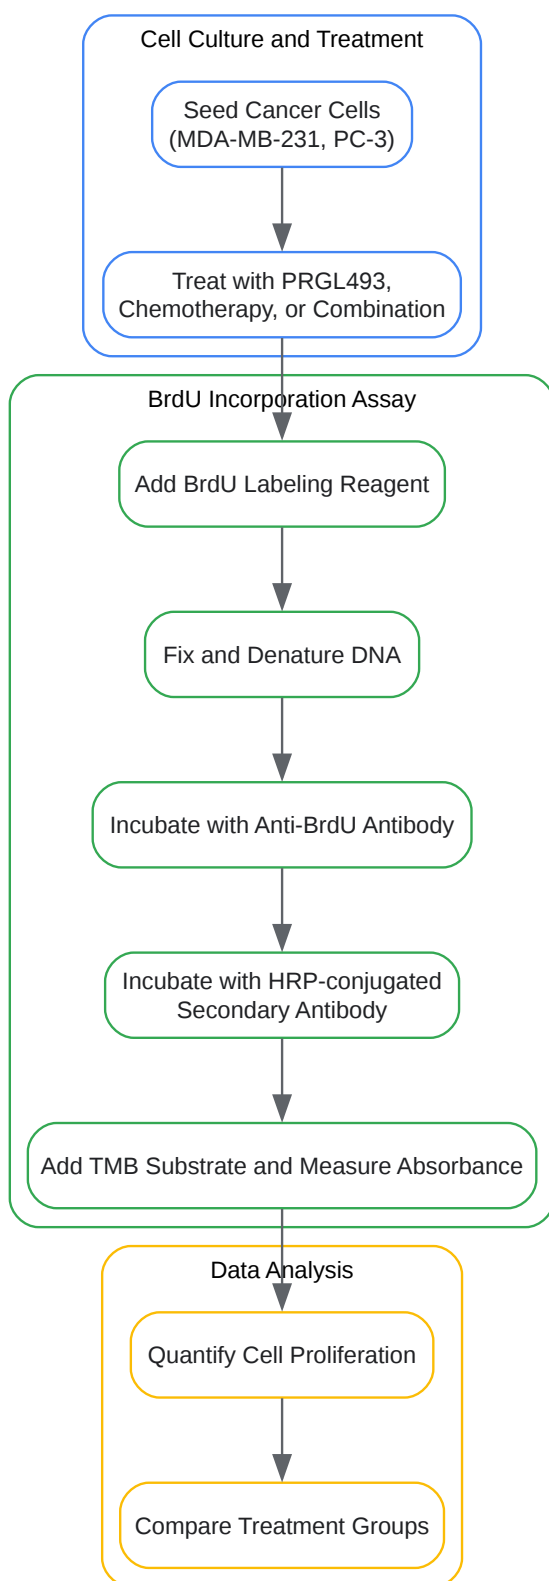 Cell Culture and Treatment
Seed Cancer Cells
(MDA-MB-231, PC-3)
Treat with PRGL493,
Chemotherapy, or Combination
BrdU Incorporation Assay
Add BrdU Labeling Reagent
Fix and Denature DNA
Incubate with Anti-BrdU Antibody
Incubate with HRP-conjugated
Secondary Antibody
Add TMB Substrate and Measure Absorbance
Data Analysis
Quantify Cell Proliferation
Compare Treatment Groups